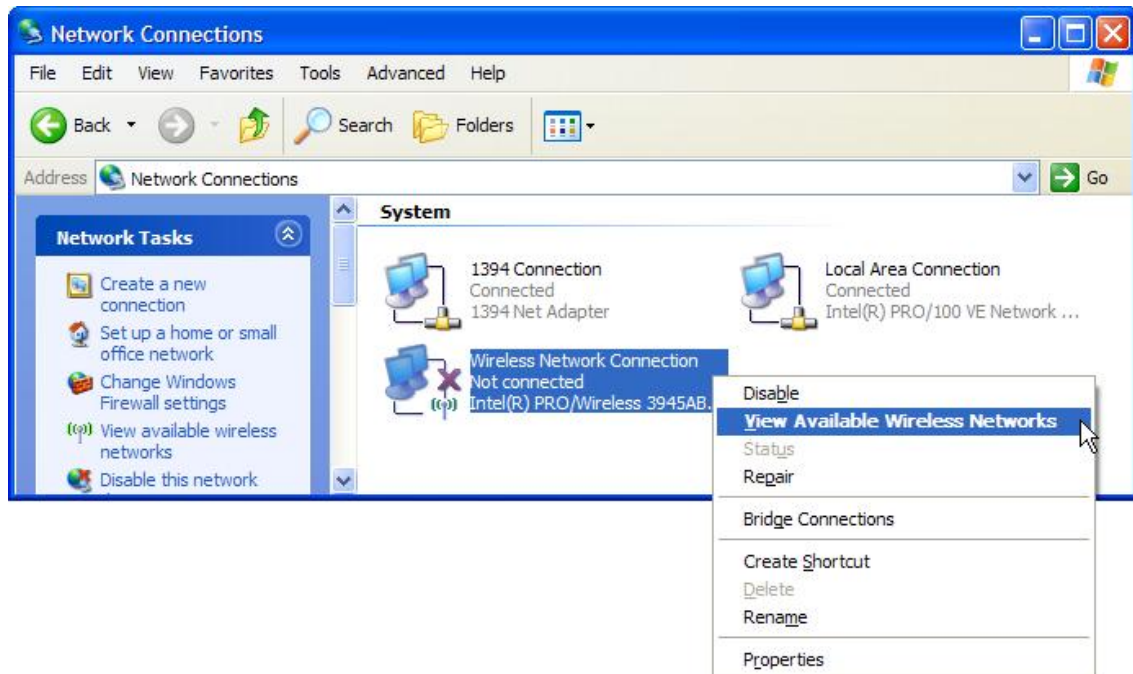 Network Connections
File Edit View Favorites Tools Advanced Help
Back Search Folders
Address Network Connections Go
Network Tasks
Create a new
connection
Set up a home or small
office network
Change Windows
Firewall settings
View available wireless
networks
Disable this network
System
1394 Connection
Connected
1394 Net Adapter
Local Area Connection
Connected
Intel(R) PRO/100 VE Network ...
Wireless Network Connection
Not connected
Intel(R) PRO/Wireless 3945AB.
Disable
View Available Wireless Networks
Status
Repair
Bridge Connections
Create Shortcut
Delete
Rename
Properties